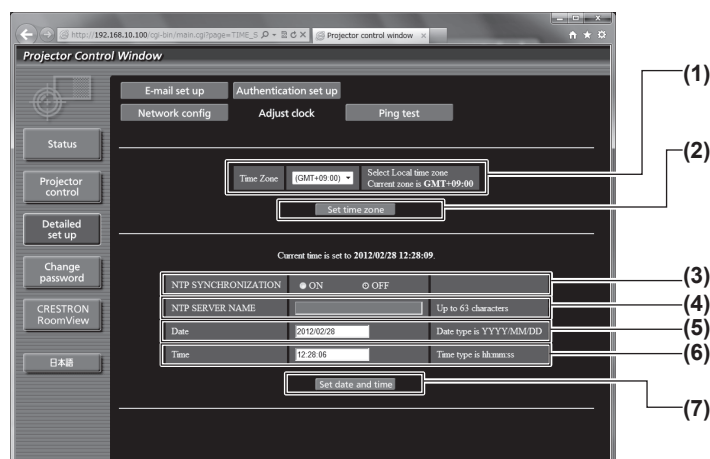 http://192.168.10.100/cgi-bin/main.cgi?page=TIME_S
Projector control window
Projector Control Window
E-mail set up
Authentication set up
Network config
Adjust clock
Ping test
Status
Projector control
Detailed set up
Change password
CRESTRON RoomView
日本語
Time Zone
(GMT+09:00)
Select Local time zone
Current zone is GMT+09:00
Set time zone
Current time is set to 2012/02/28 12:28:09.
NTP SYNCHRONIZATION ON OFF
NTP SERVER NAME Up to 63 characters
Date 2012/02/28 Date type is YYYY/MM/DD
Time 12:28:06 Time type is hh:mm:ss
Set date and time
(1)
(2)
(3)
(4)
(5)
(6)
(7)